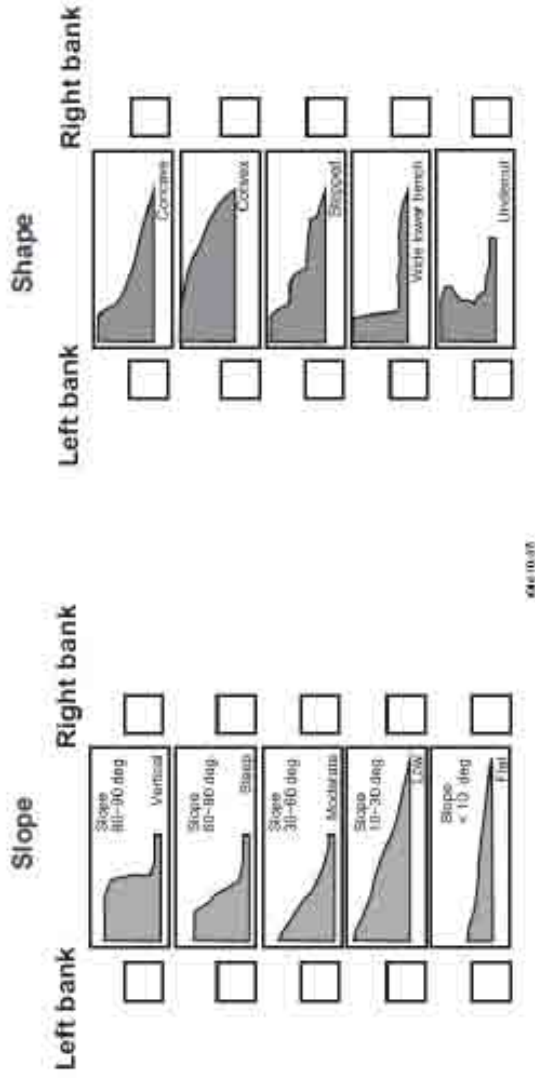 Slope
Left bank
Right bank
Slope
80-90 deg
Vertical
Slope
60-80 deg.
Steep
Slope
30-60 deg
Moderate
Slope
10-30 deg
Low
Slope
< 10 deg
Flat
Shape
Left bank
Right bank
Concave
Convex
Stepped
Wide lower bench
Undercut